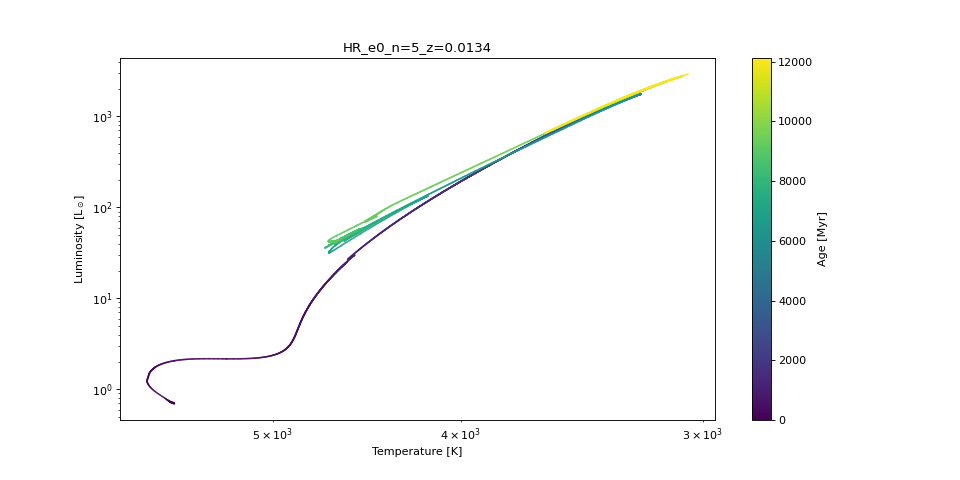 HR_e0_n=5_z=0.0134
Luminosity [L☉]
10³
10²
10¹
10⁰
5 × 10³
4 × 10³
3 × 10³
Temperature [K]
12000
10000
8000
6000
4000
2000
0
Age [Myr]